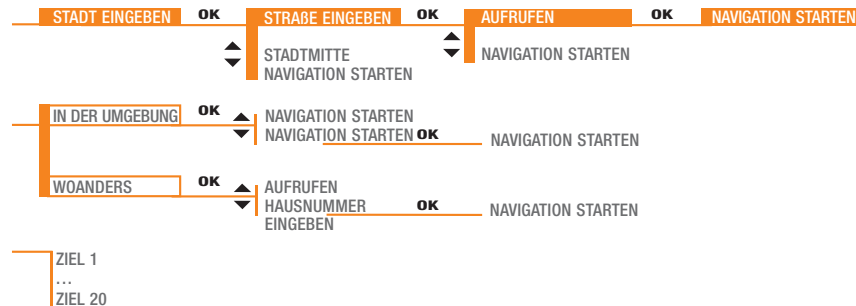 STADT EINGEBEN OK STRAßE EINGEBEN OK AUFRUFEN OK NAVIGATION STARTEN
STADTMITTE NAVIGATION STARTEN
NAVIGATION STARTEN
IN DER UMGEBUNG OK NAVIGATION STARTEN
NAVIGATION STARTEN OK NAVIGATION STARTEN
WOANDERS OK AUFRUFEN
HAUSNUMMER OK NAVIGATION STARTEN
EINGEBEN
ZIEL 1
...
ZIEL 20